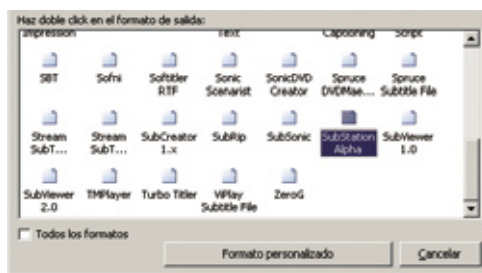 Haz doble click en el formato de salida:
Impression Text Captioning Script
SBT Sofni Softitler Sonic SonicDVD Spruce Spruce
RTF Scenarist Creator DVDMae... Subtitle File
Stream Stream SubCreator SubRip SubSonic SubStation SubViewer
SubT... SubT... 1.x Alpha 1.0
SubViewer TMPlayer Turbo Titler ViPlay ZeroG
2.0 Subtitle File
Todos los formatos
Formato personalizado Cancelar